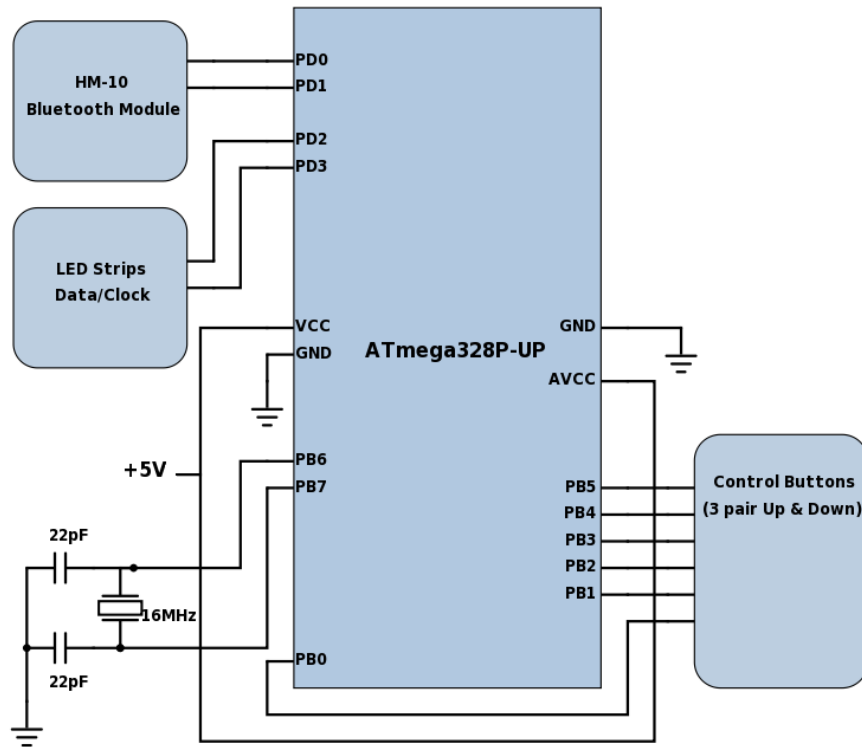 HM-10
Bluetooth Module
LED Strips
Data/Clock
PD0
PD1
PD2
PD3
VCC
GND
PB6
PB7
PB0
ATmega328P-UP
GND
AVCC
PB5
PB4
PB3
PB2
PB1
Control Buttons
(3 pair Up & Down)
+5V
22pF
16MHz
22pF